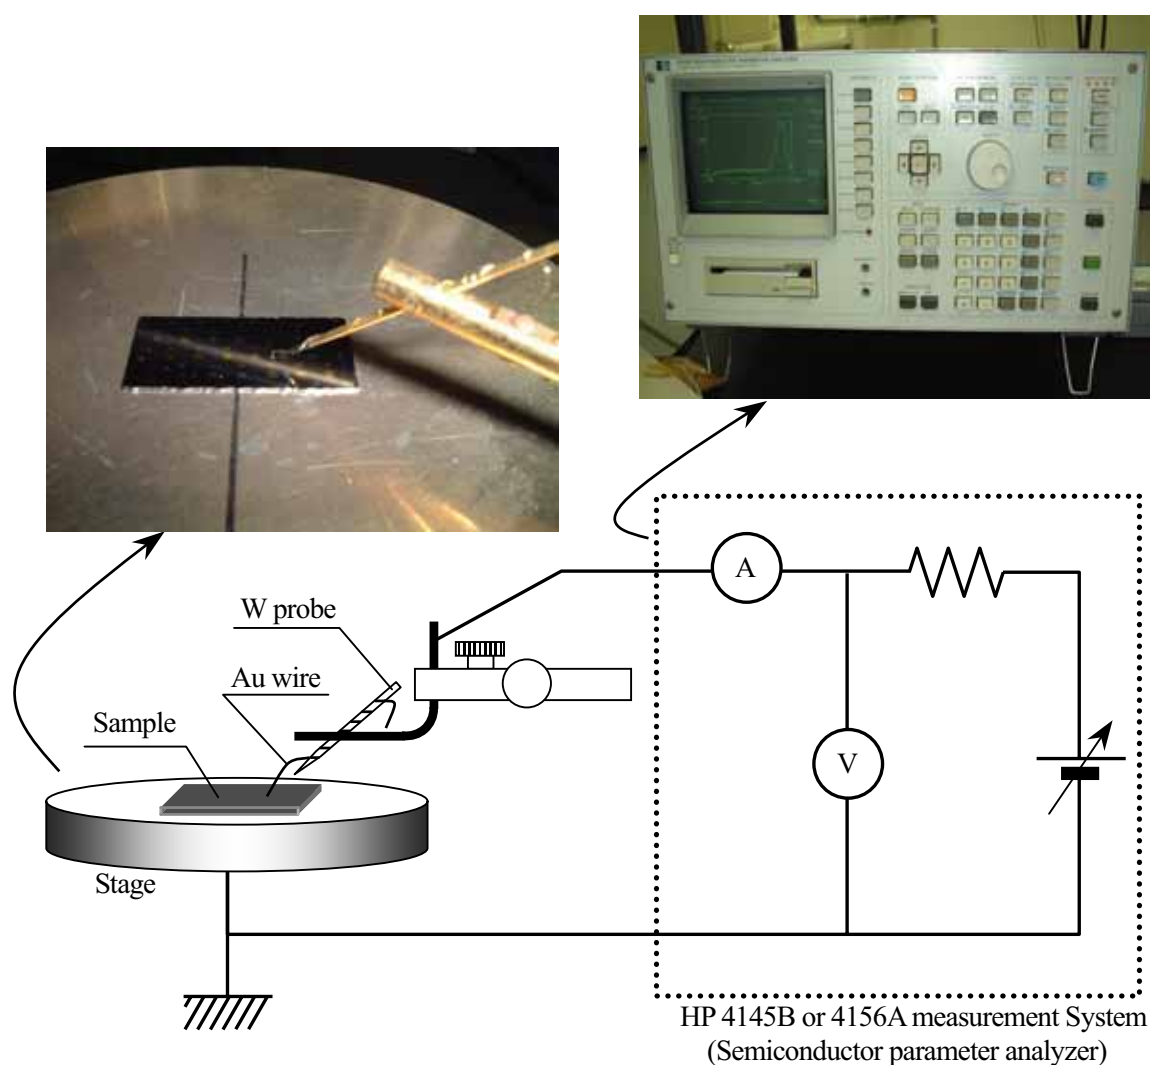 A
W probe
Au wire
Sample
V
Stage
HP 4145B or 4156A measurement System
(Semiconductor parameter analyzer)